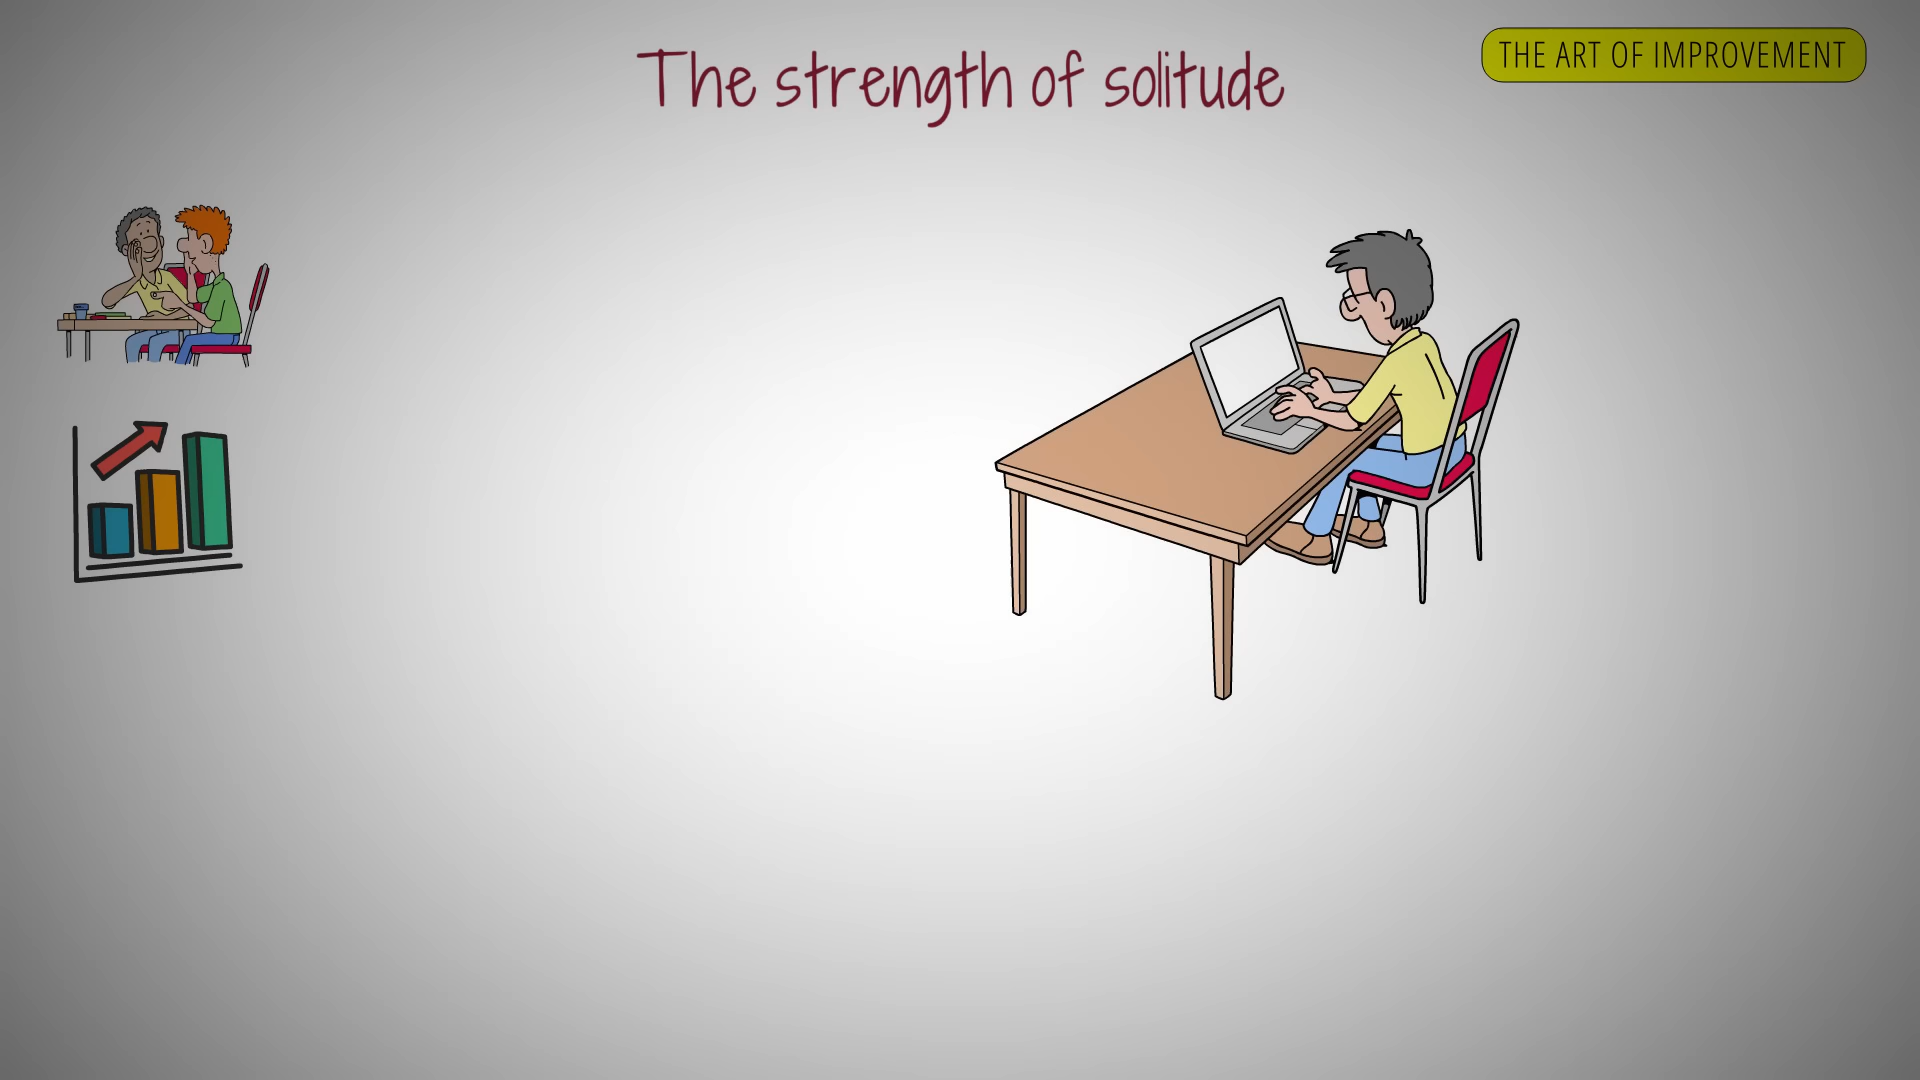 The strength of solitude
THE ART OF IMPROVEMENT